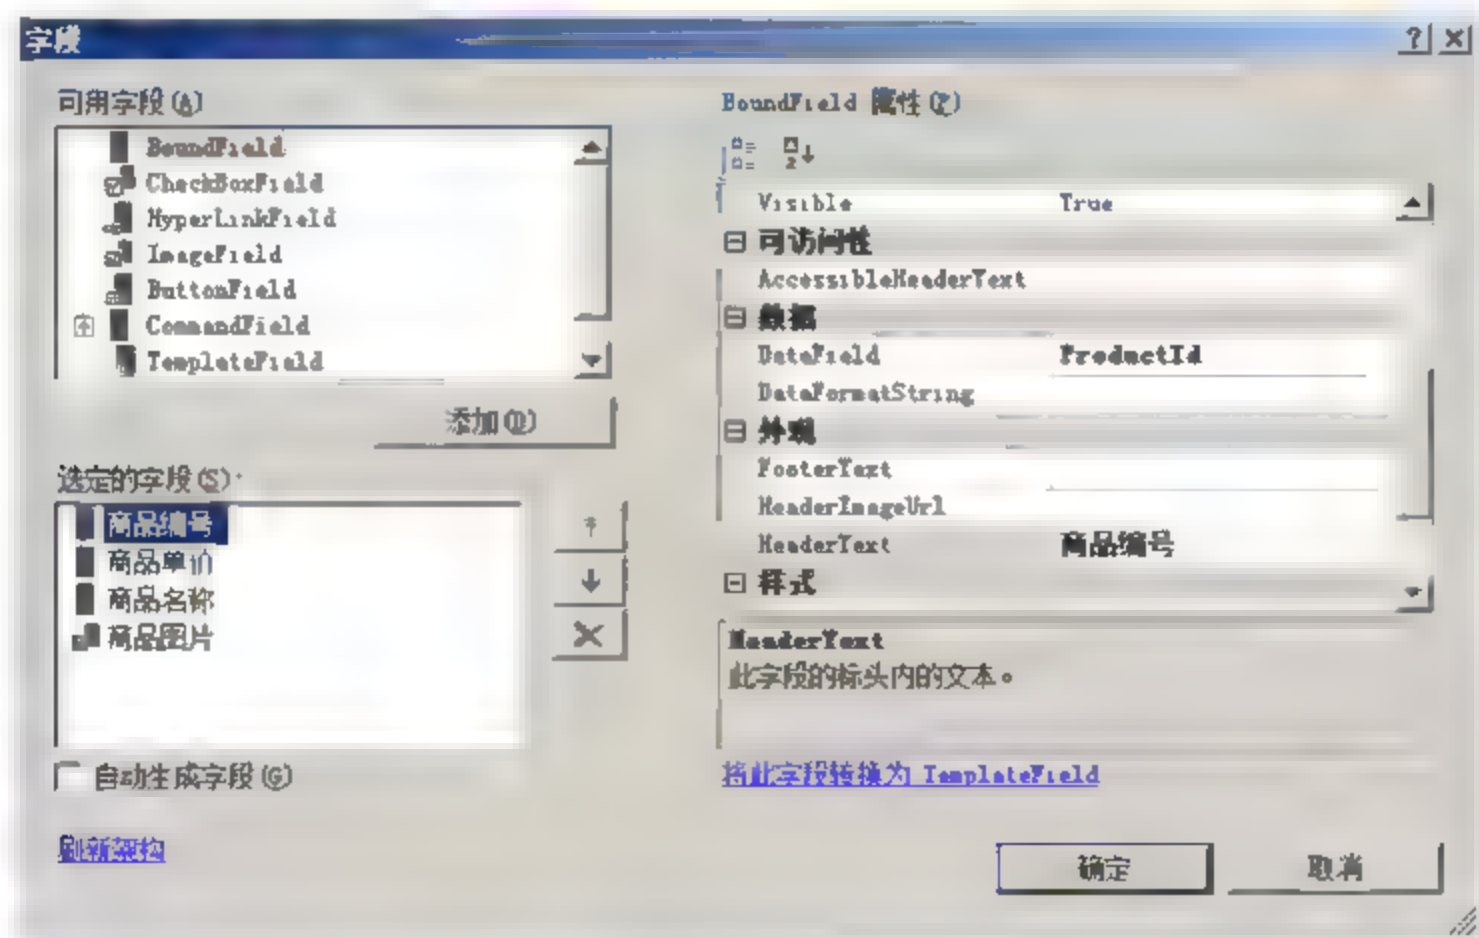 字段
可用字段(A)
BoundField
CheckBoxField
HyperLinkField
ImageField
ButtonField
CommandField
TemplateField
添加(D)
选定的字段(S):
商品编号
商品单价
商品名称
商品图片
自动生成字段(G)
刷新架构
BoundField 属性(P)
Visible True
可访问性
AccessibleHeaderText
数据
DataField ProductId
DataFormatString
外观
FooterText
HeaderImageUrl
HeaderText 商品编号
样式
HeaderText
此字段的标头内的文本。
将此字段转换为 TemplateField
确定
取消